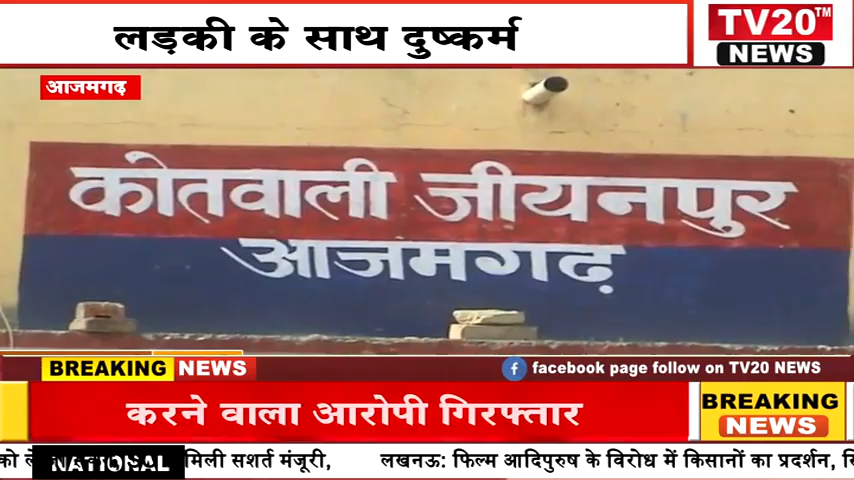 लड़की के साथ दुष्कर्म
TV20™
NEWS
आजमगढ़
कोतवाली जीयनपुर
आजमगढ़
BREAKING NEWS
facebook page follow on TV20 NEWS
करने वाला आरोपी गिरफ्तार
BREAKING
NEWS
NATIONAL
मिली सशर्त मंजूरी,
लखनऊ: फिल्म आदिपुरुष के विरोध में किसानों का प्रदर्शन,